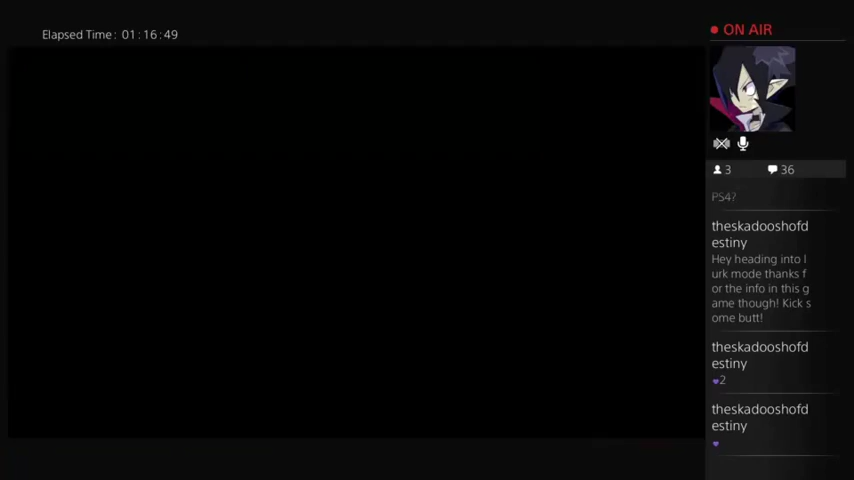 Elapsed Time: 01:16:49
ON AIR
3 36
PS4?
theskadooshofd
estiny
Hey heading into l
urk mode thanks f
or the info in this g
ame though! Kick s
ome butt!
theskadooshofd
estiny
2
theskadooshofd
estiny